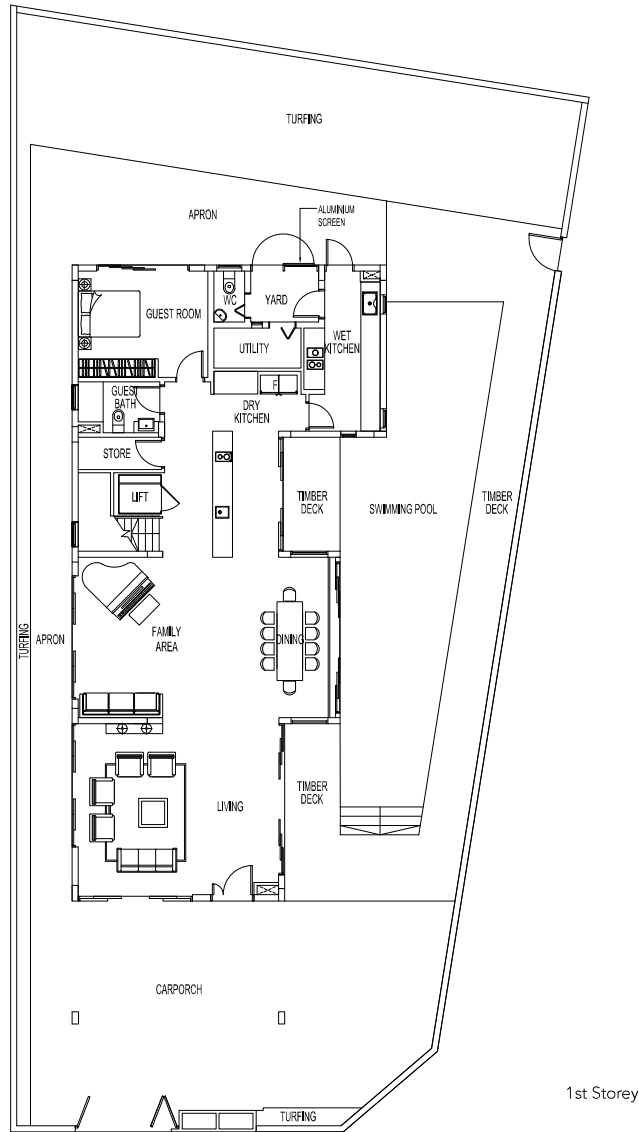 TURFING
APRON
ALUMINIUM
SCREEN
GUEST ROOM
WC
YARD
UTILITY
WET
KITCHEN
F
GUEST
BATH
DRY
KITCHEN
STORE
LIFT
TIMBER
DECK
SWIMMING POOL
TIMBER
DECK
TURFING
APRON
FAMILY
AREA
DINING
TIMBER
DECK
LIVING
CARPORCH
TURFING
1st Storey